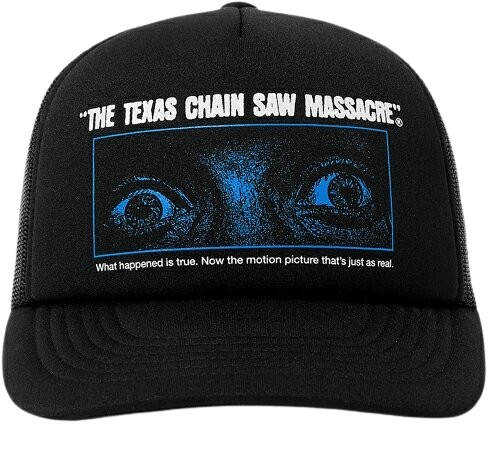 "THE TEXAS CHAIN SAW MASSACRE"®
What happened is true. Now the motion picture that's just as real.